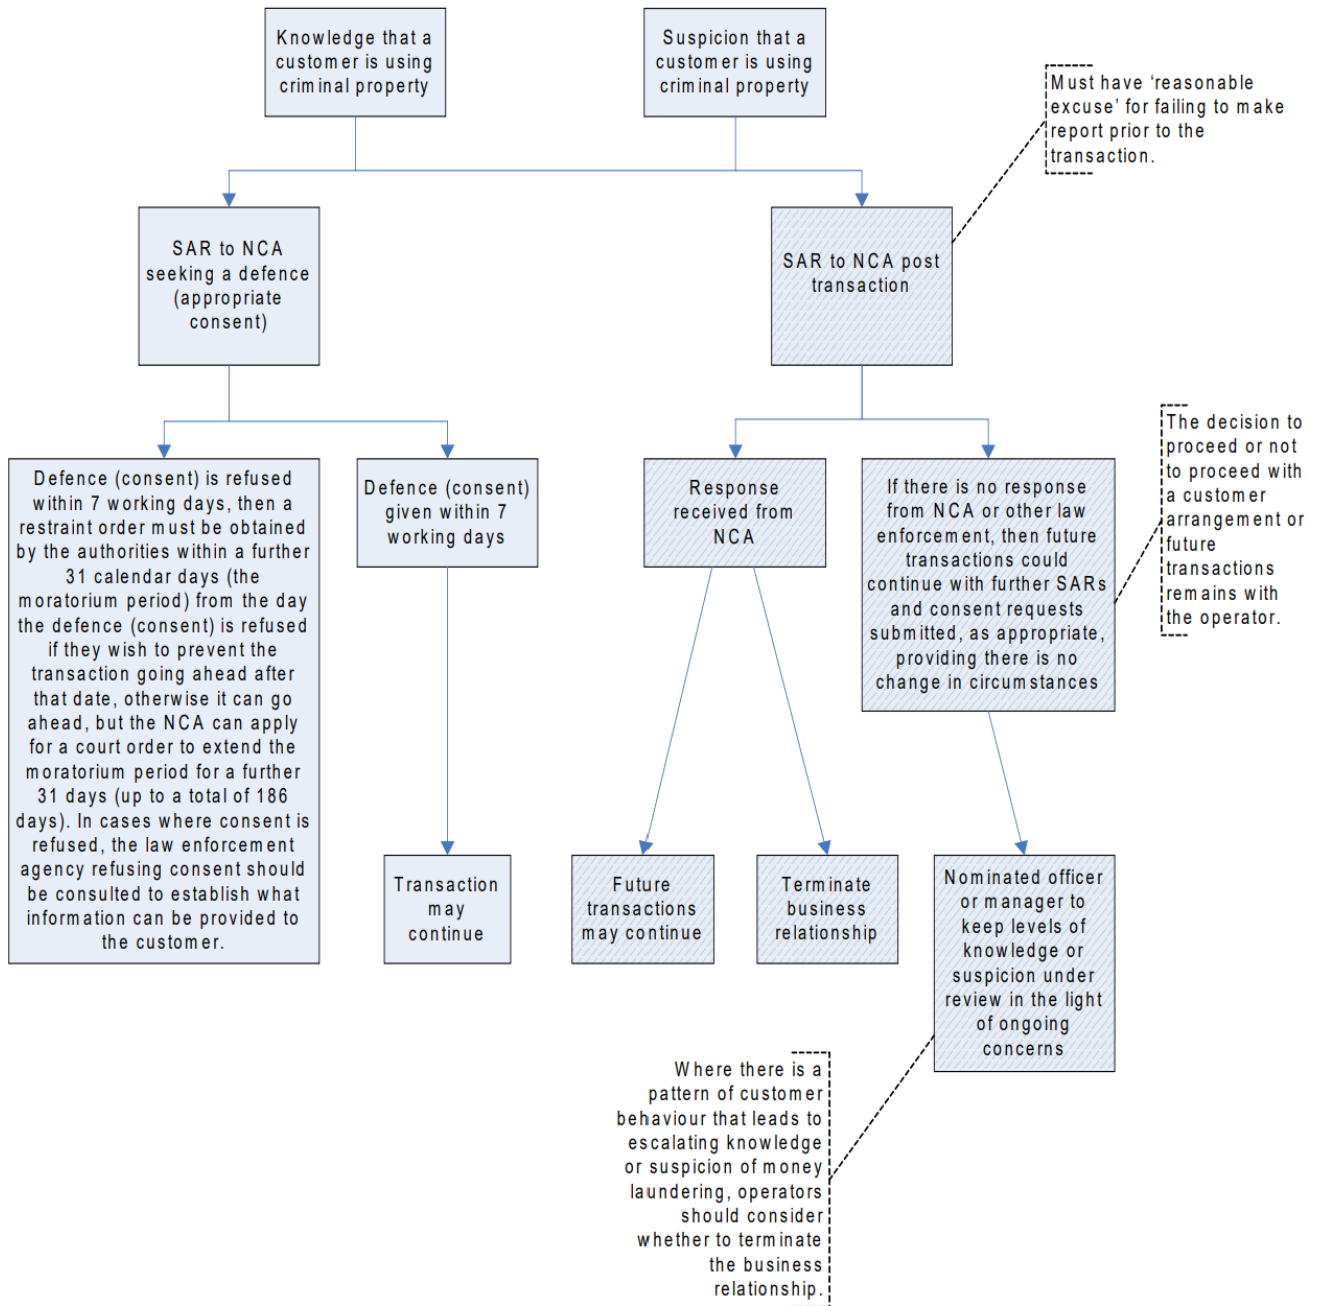 Knowledge that a
customer is using
criminal property
Suspicion that a
customer is using
criminal property
Must have ‘reasonable
excuse’ for failing to make
report prior to the
transaction.
SAR to NCA
seeking a defence
(appropriate
consent)
SAR to NCA post
transaction
The decision to
proceed or not
to proceed with
a customer
arrangement or
future
transactions
remains with
the operator.
Defence (consent) is refused
within 7 working days, then a
restraint order must be obtained
by the authorities within a further
31 calendar days (the
moratorium period) from the day
the defence (consent) is refused
if they wish to prevent the
transaction going ahead after
that date, otherwise it can go
ahead, but the NCA can apply
for a court order to extend the
moratorium period for a further
31 days (up to a total of 186
days). In cases where consent is
refused, the law enforcement
agency refusing consent should
be consulted to establish what
information can be provided to
the customer.
Defence (consent)
given within 7
working days
Response
received from
NCA
If there is no response
from NCA or other law
enforcement, then future
transactions could
continue with further SARs
and consent requests
submitted, as appropriate,
providing there is no
change in circumstances
Transaction
may
continue
Future
transactions
may continue
Terminate
business
relationship
Nominated officer
or manager to
keep levels of
knowledge or
suspicion under
review in the light
of ongoing
concerns
Where there is a
pattern of customer
behaviour that leads to
escalating knowledge
or suspicion of money
laundering, operators
should consider
whether to terminate
the business
relationship.